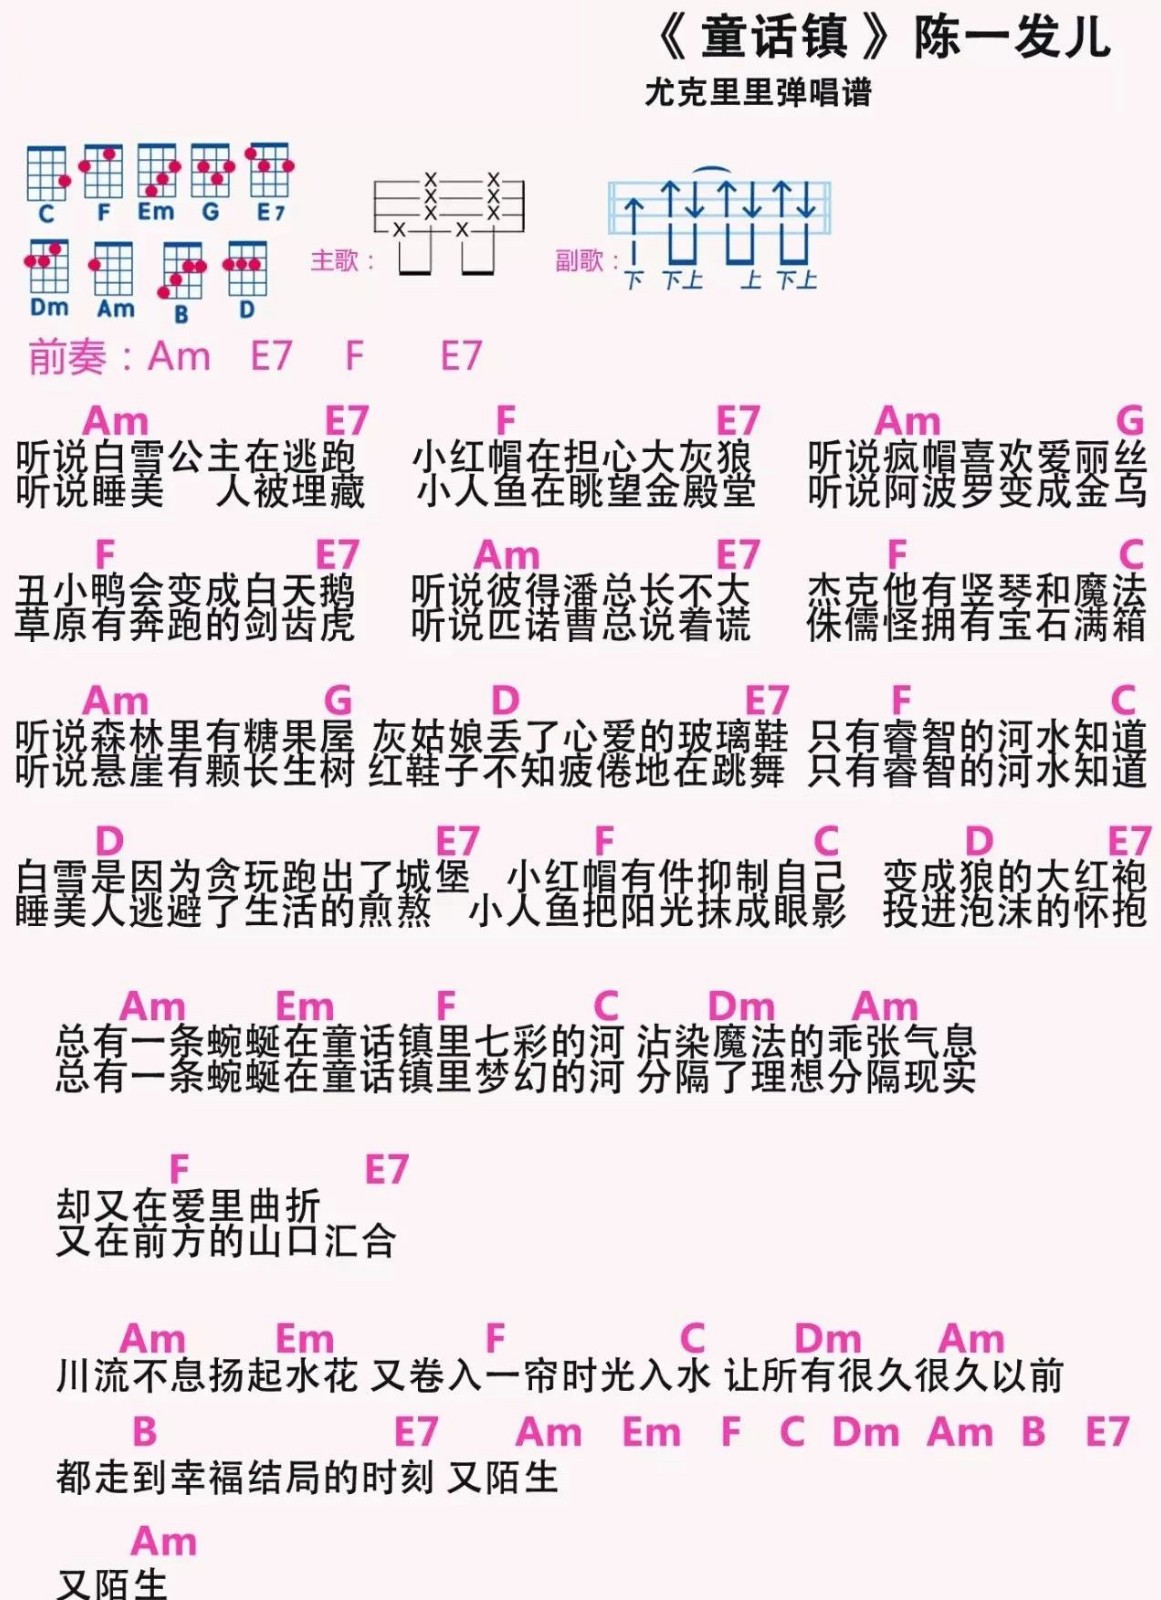 《 童话镇 》陈一发儿
尤克里里弹唱谱
C F Em G E7
Dm Am B D
主歌：
副歌：
下 下上 上 下上
前奏：Am E7 F E7
Am E7 F E7 Am G
听说白雪公主在逃跑 小红帽在担心大灰狼 听说疯帽喜欢爱丽丝
听说睡美 人被埋藏 小人鱼在眺望金殿堂 听说阿波罗变成金乌
F E7 Am E7 F C
丑小鸭会变成白天鹅 听说彼得潘总长不大 杰克他有竖琴和魔法
草原有奔跑的剑齿虎 听说匹诺曹总说着谎 侏儒怪拥有宝石满箱
Am G D E7 F C
听说森林里有糖果屋 灰姑娘丢了心爱的玻璃鞋 只有睿智的河水知道
听说悬崖有颗长生树 红鞋子不知疲倦地在跳舞 只有睿智的河水知道
D E7 F C D E7
白雪是因为贪玩跑出了城堡 小红帽有件抑制自己 变成狼的大红袍
睡美人逃避了生活的煎熬 小人鱼把阳光抹成眼影 投进泡沫的怀抱
Am Em F C Dm Am
总有一条蜿蜒在童话镇里七彩的河 沾染魔法的乖张气息
总有一条蜿蜒在童话镇里梦幻的河 分隔了理想分隔现实
F E7
却又在爱里曲折
又在前方的山口汇合
Am Em F C Dm Am
川流不息扬起水花 又卷入一帘时光入水 让所有很久很久以前
B E7 Am Em F C Dm Am B E7
都走到幸福结局的时刻 又陌生
Am
又陌生